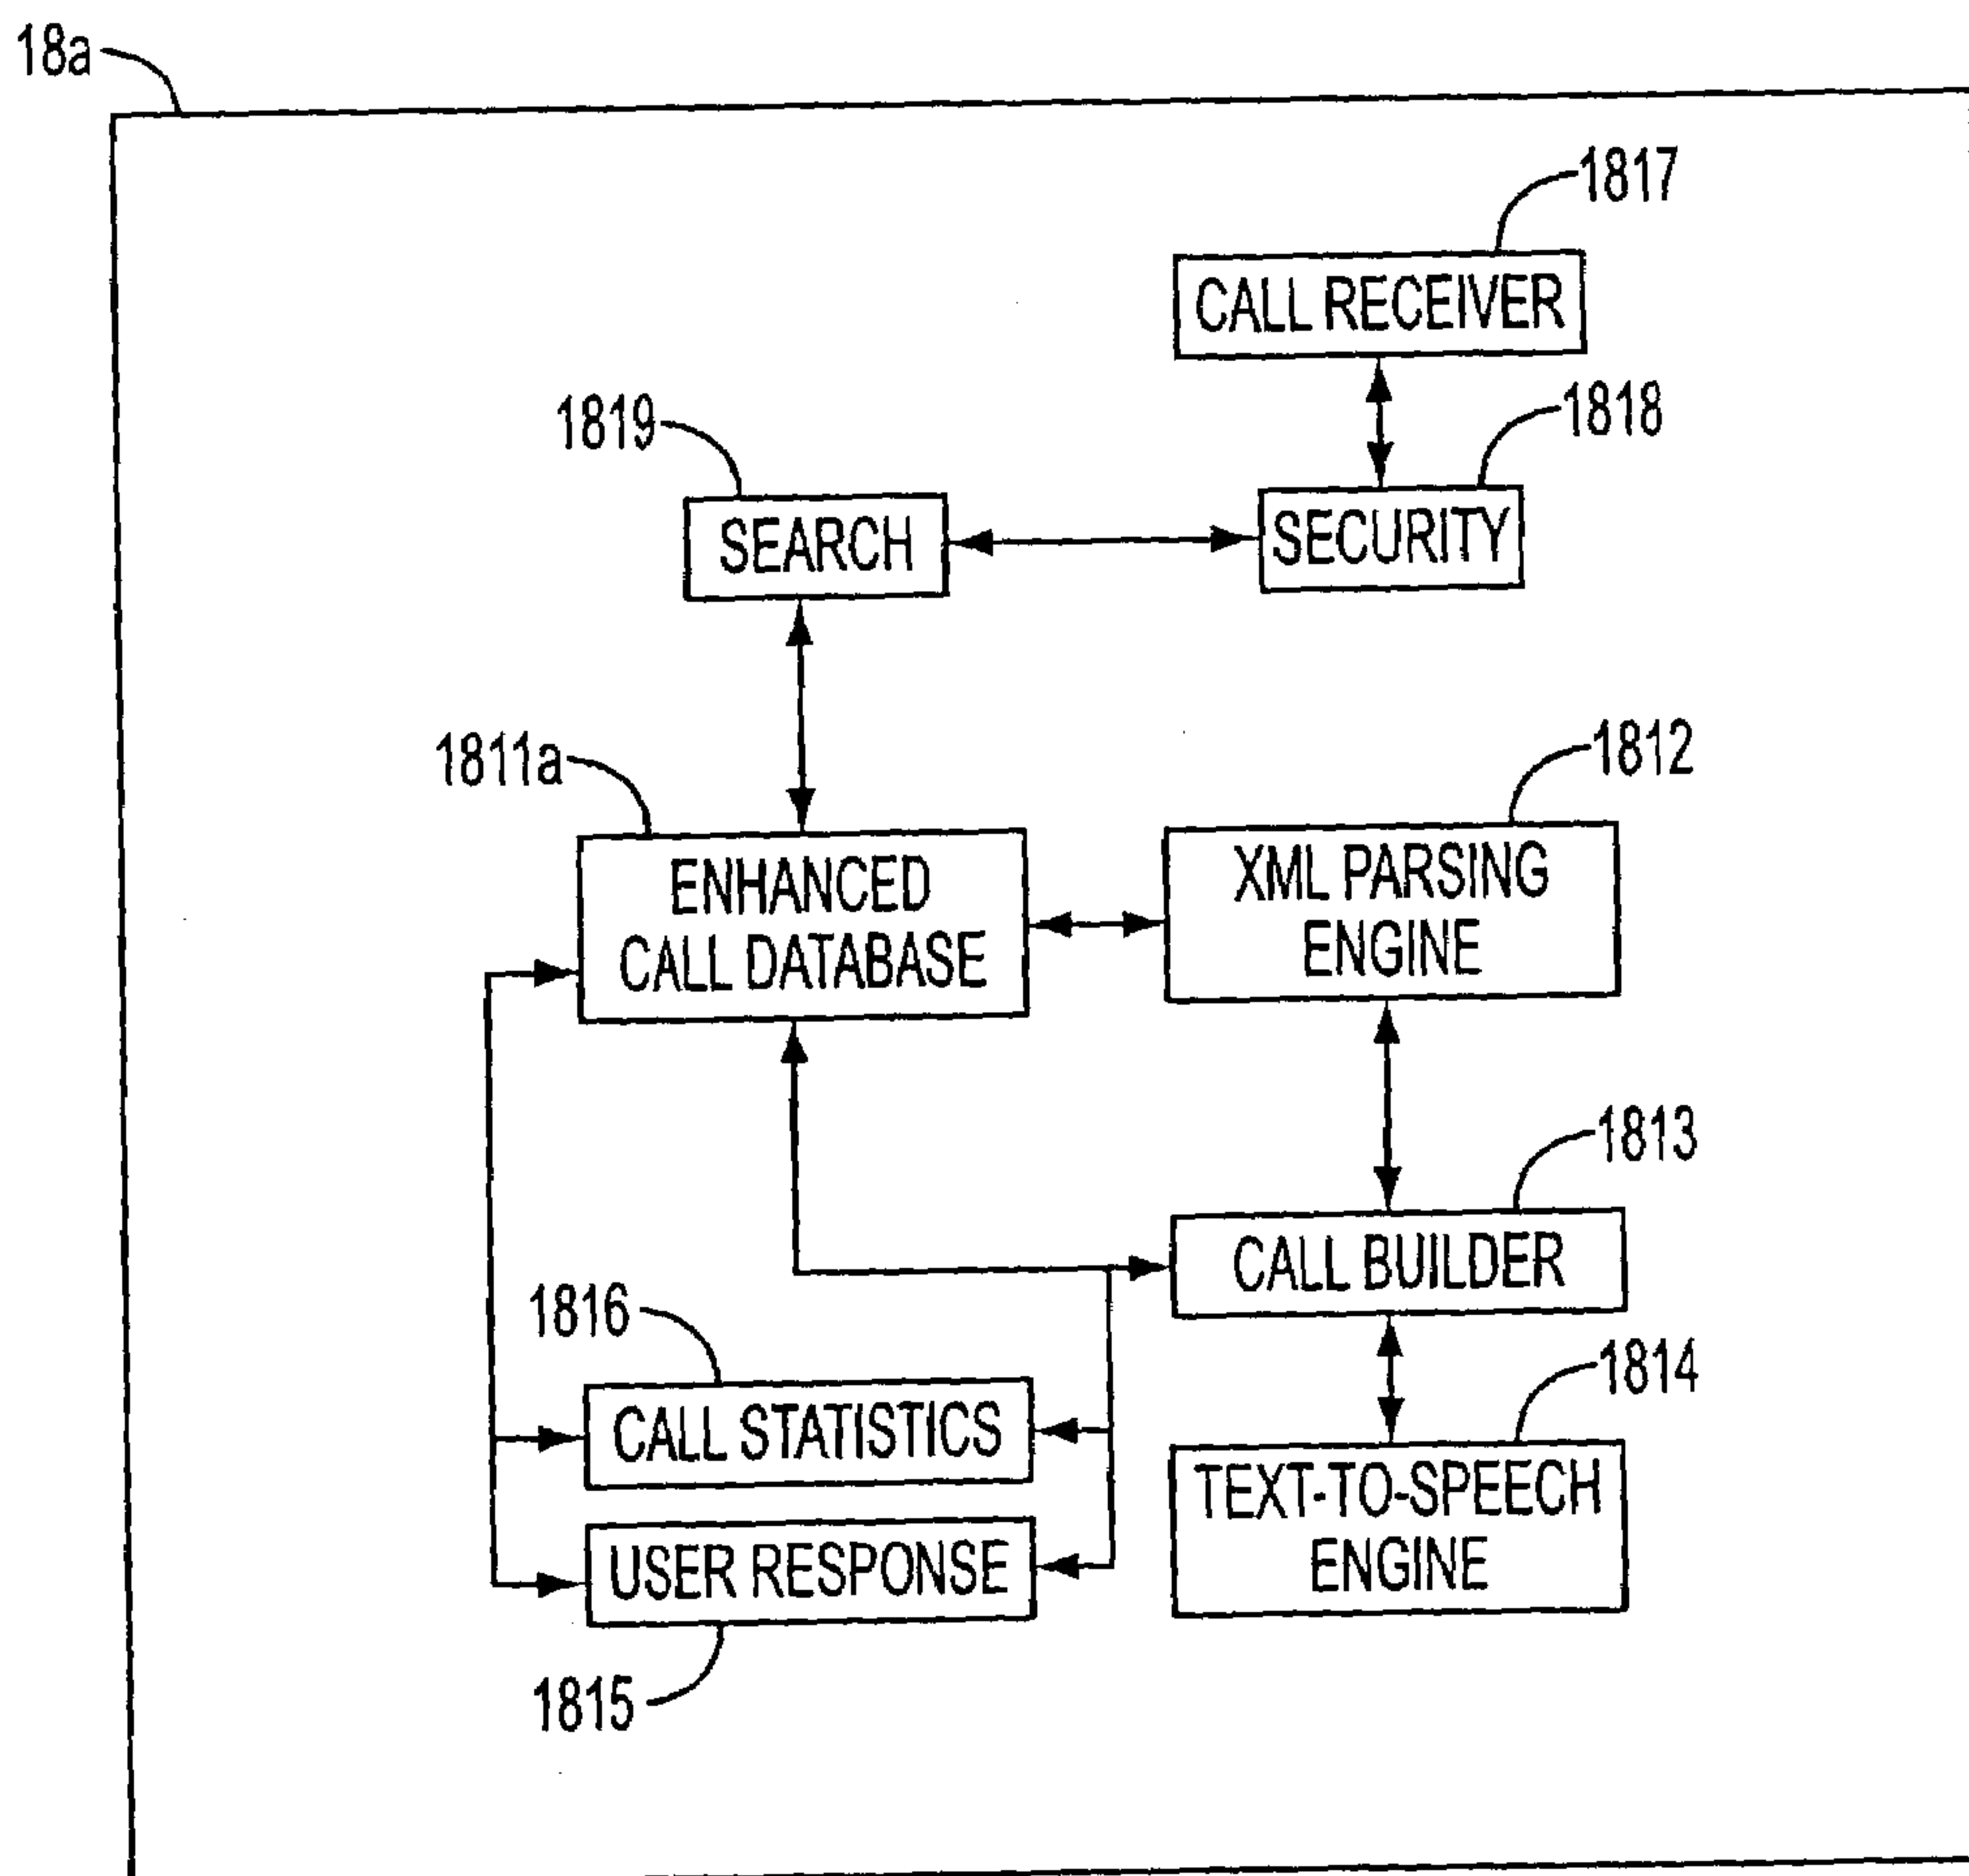 18a
1817
CALL RECEIVER
1819
1818
SEARCH
SECURITY
1811a
1812
ENHANCED
CALL DATABASE
XML PARSING
ENGINE
1813
CALL BUILDER
1816
1814
CALL STATISTICS
TEXT-TO-SPEECH
ENGINE
USER RESPONSE
1815